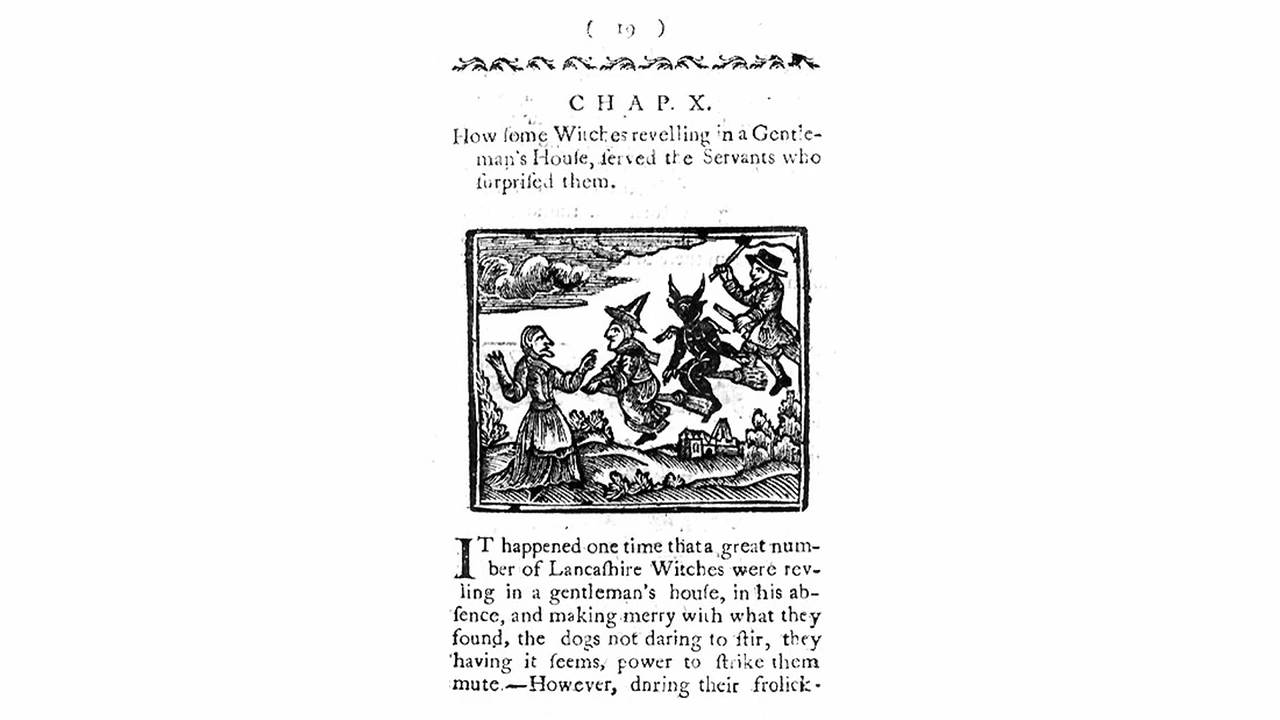 ( 19 )
CHAP. X.
How ſome Witches revelling in a Gentle-
man's Houſe, ſerved the Servants who
ſurpriſed them.
IT happened one time that a great num-
ber of Lancaſhire Witches were rev-
ling in a gentleman's houſe, in his ab-
ſence, and making merry with what they
found, the dogs not daring to ſtir, they
having it ſeems, power to ſtrike them
mute.—However, dnring their frolick-